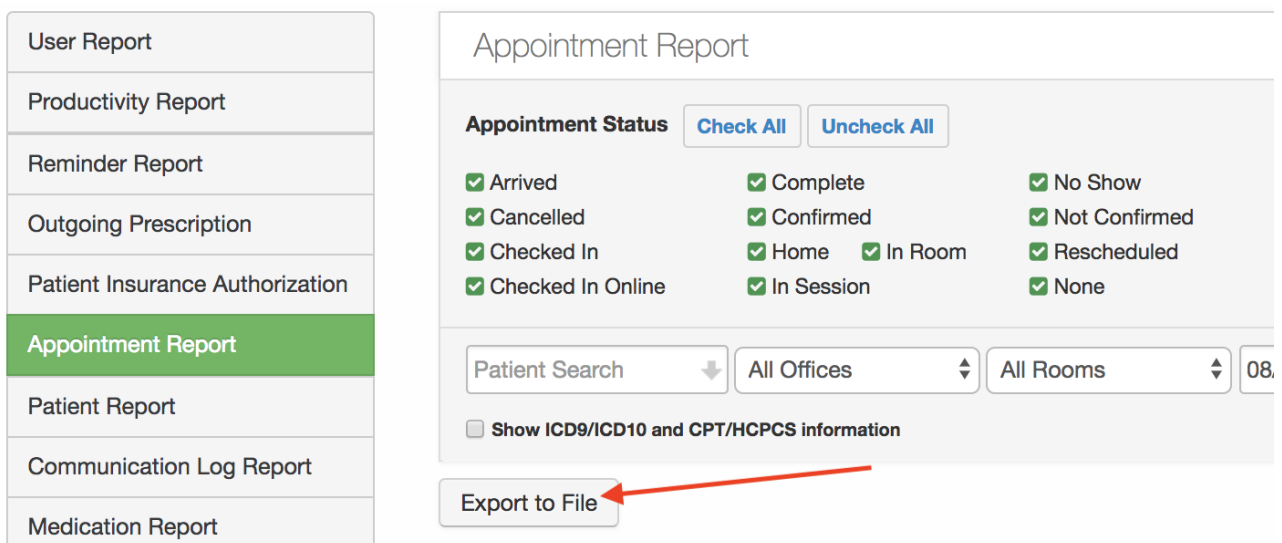 User Report
Productivity Report
Reminder Report
Outgoing Prescription
Patient Insurance Authorization
Appointment Report
Patient Report
Communication Log Report
Medication Report
Appointment Report
Appointment Status Check All Uncheck All
Arrived Complete No Show
Cancelled Confirmed Not Confirmed
Checked In Home In Room Rescheduled
Checked In Online In Session None
Patient Search All Offices All Rooms 08/
Show ICD9/ICD10 and CPT/HCPCS information
Export to File